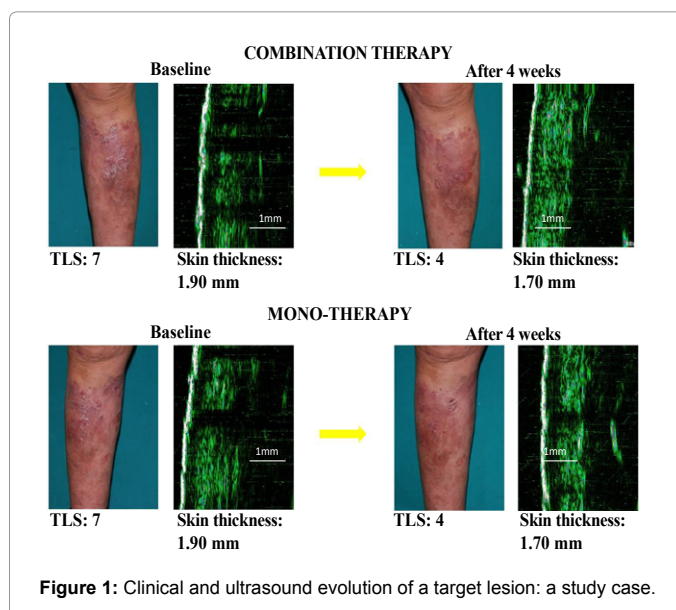 COMBINATION THERAPY
Baseline
After 4 weeks
1mm
1mm
TLS: 7
Skin thickness:
1.90 mm
TLS: 4
Skin thickness:
1.70 mm
MONO-THERAPY
Baseline
After 4 weeks
1mm
1mm
TLS: 7
Skin thickness:
1.90 mm
TLS: 4
Skin thickness:
1.70 mm
Figure 1: Clinical and ultrasound evolution of a target lesion: a study case.